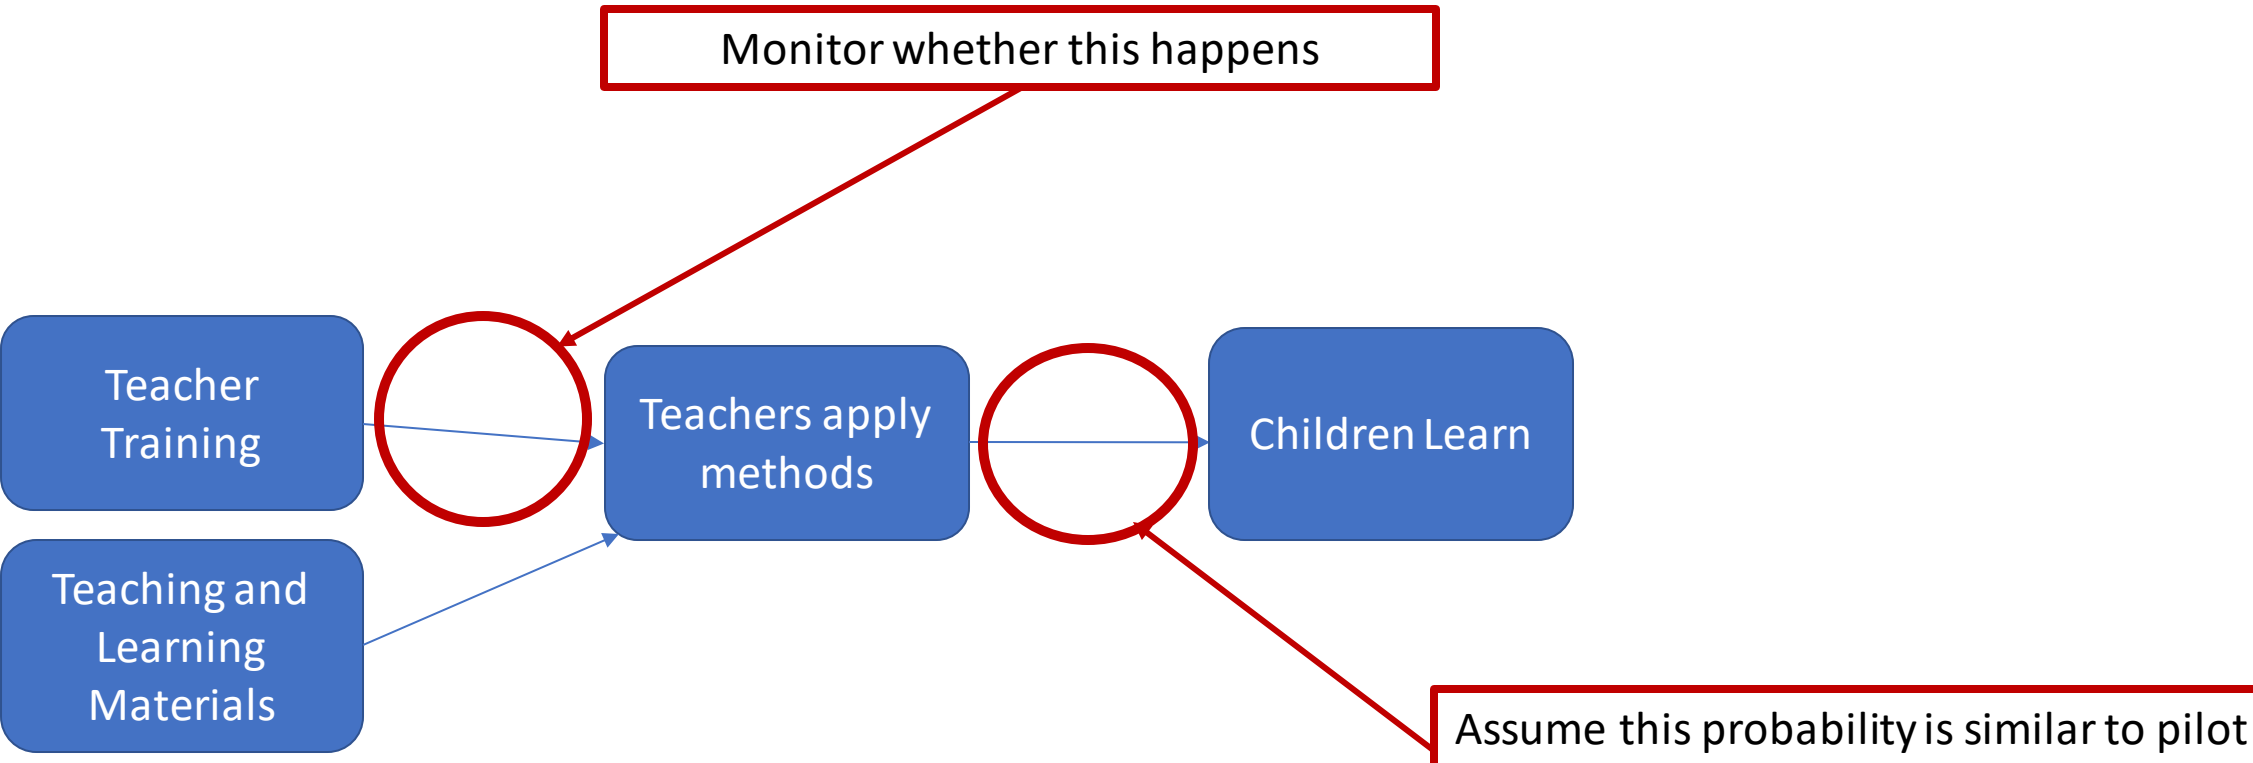 Monitor whether this happens
Teacher
Training
Teachers apply
methods
Children Learn
Teaching and
Learning
Materials
Assume this probability is similar to pilot